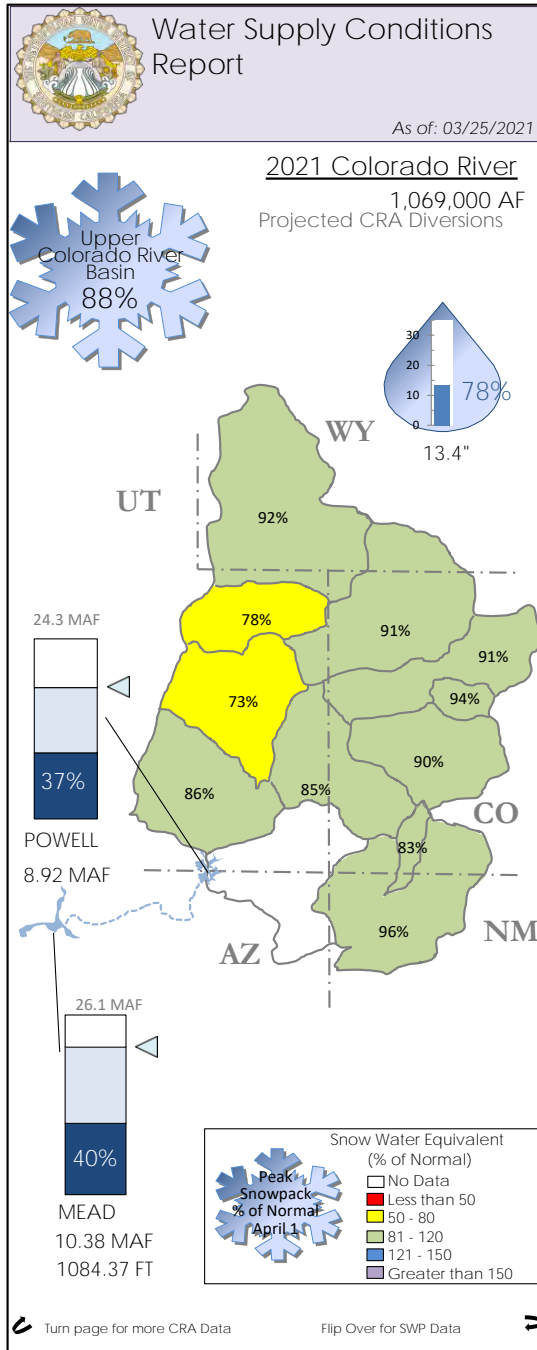 Water Supply Conditions
Report
As of: 03/25/2021
2021 Colorado River
1,069,000 AF
Projected CRA Diversions
Upper
Colorado River
Basin
88%
30
20
10
0
78%
13.4"
WY
UT
92%
78%
91%
91%
94%
73%
90%
86%
85%
CO
83%
96%
NM
AZ
24.3 MAF
37%
POWELL
8.92 MAF
26.1 MAF
40%
MEAD
10.38 MAF
1084.37 FT
Peak
Snowpack
% of Normal
April 1
Snow Water Equivalent
(% of Normal)
No Data
Less than 50
50 - 80
81 - 120
121 - 150
Greater than 150
Turn page for more CRA Data
Flip Over for SWP Data